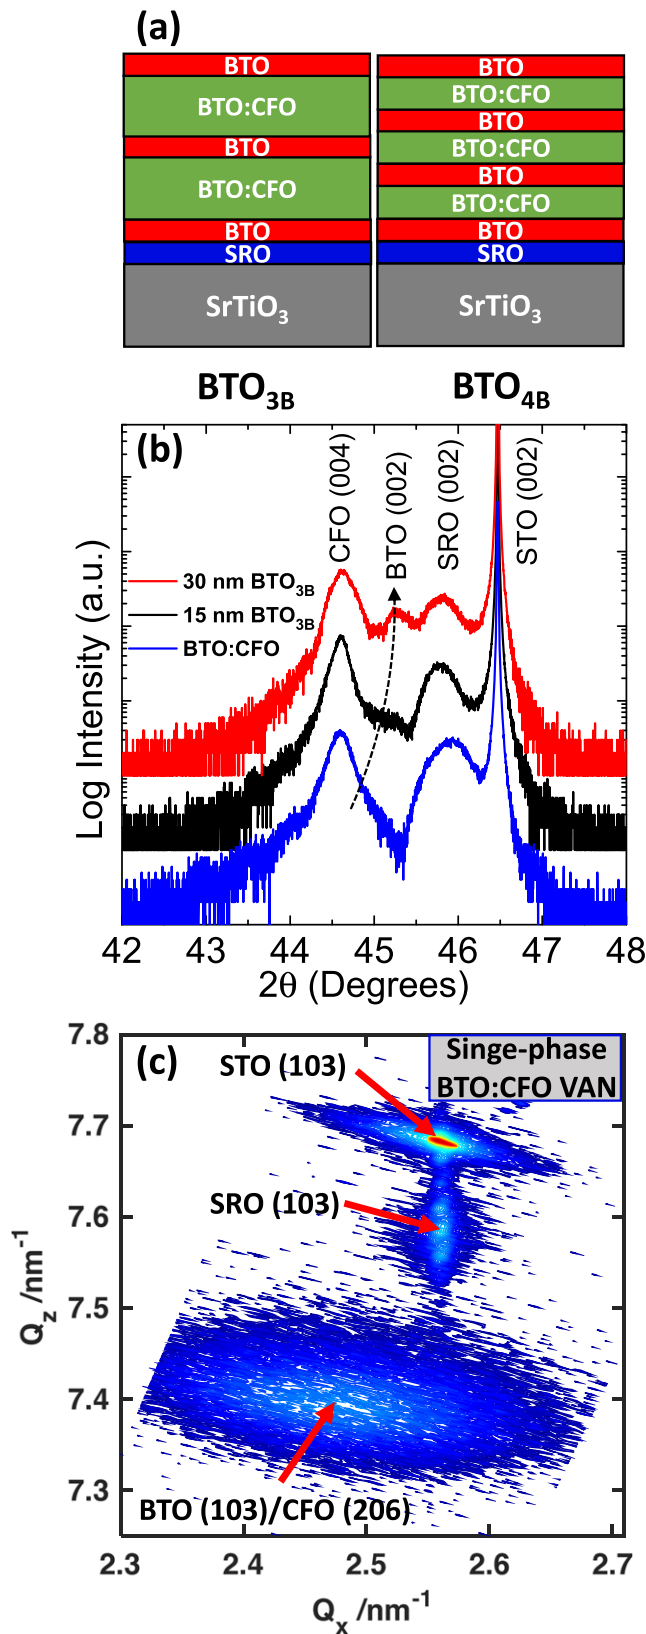 (a)
BTO
BTO:CFO
BTO
BTO:CFO
BTO
SRO
SrTiO3
BTO
BTO:CFO
BTO
BTO:CFO
BTO
BTO:CFO
BTO
SRO
SrTiO3
BTO3B
BTO4B
(b)
CFO (004)
BTO (002)
SRO (002)
STO (002)
30 nm BTO3B
15 nm BTO3B
BTO:CFO
Log Intensity (a.u.)
42 43 44 45 46 47 48
2θ (Degrees)
(c)
Singe-phase
BTO:CFO VAN
STO (103)
SRO (103)
BTO (103)/CFO (206)
7.8
7.7
7.6
7.5
7.4
7.3
Qz /nm-1
2.3 2.4 2.5 2.6 2.7
Qx /nm-1